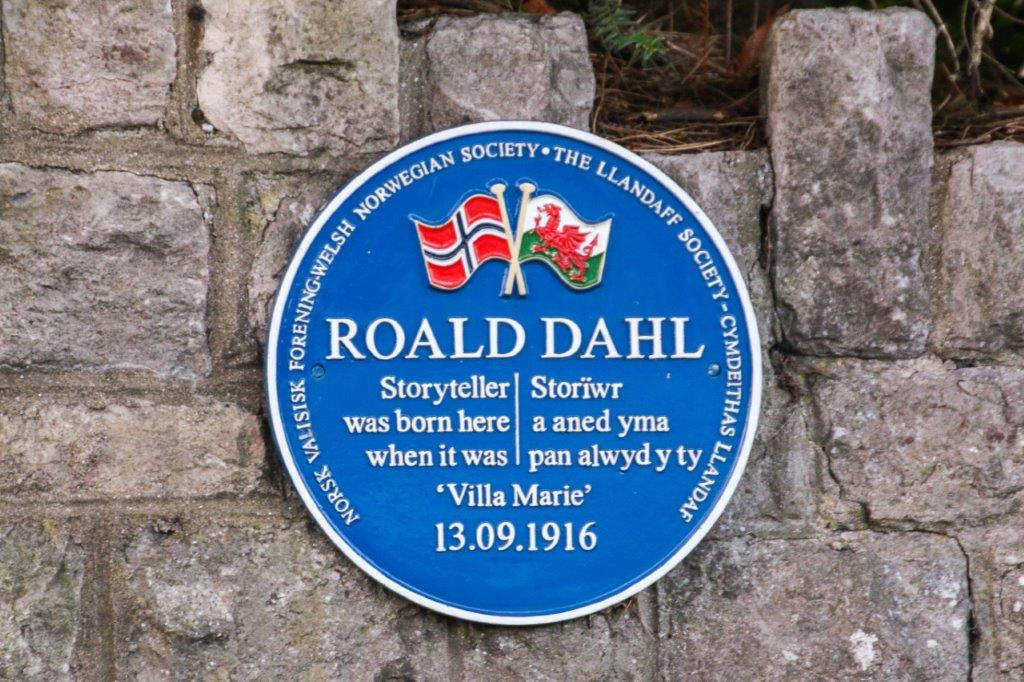 NORSK VALISISK FORENING-WELSH NORWEGIAN SOCIETY • THE LLANDAFF SOCIETY - CYMDEITHAS LLANDAF
ROALD DAHL
Storyteller | Storïwr
was born here | a aned yma
when it was | pan alwyd y ty
‘Villa Marie’
13.09.1916